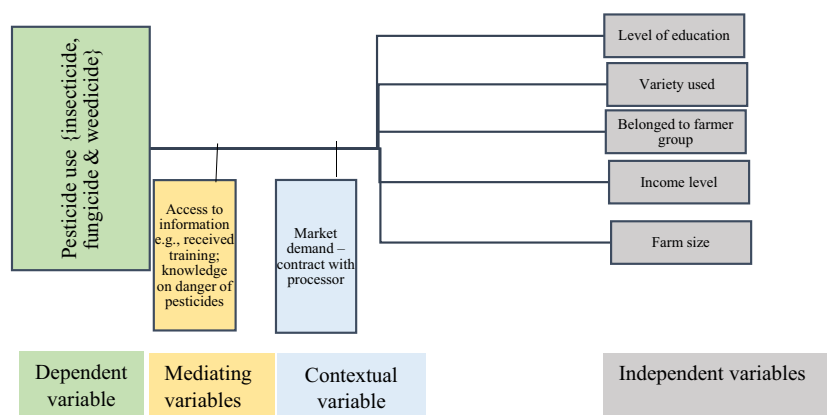 Pesticide use {insecticide,
fungicide & weedicide}
Level of education
Variety used
Belonged to farmer
group
Income level
Farm size
Access to
information
e.g., received
training;
knowledge
on danger of
pesticides
Market
demand –
contract with
processor
Dependent
variable
Mediating
variables
Contextual
variable
Independent variables